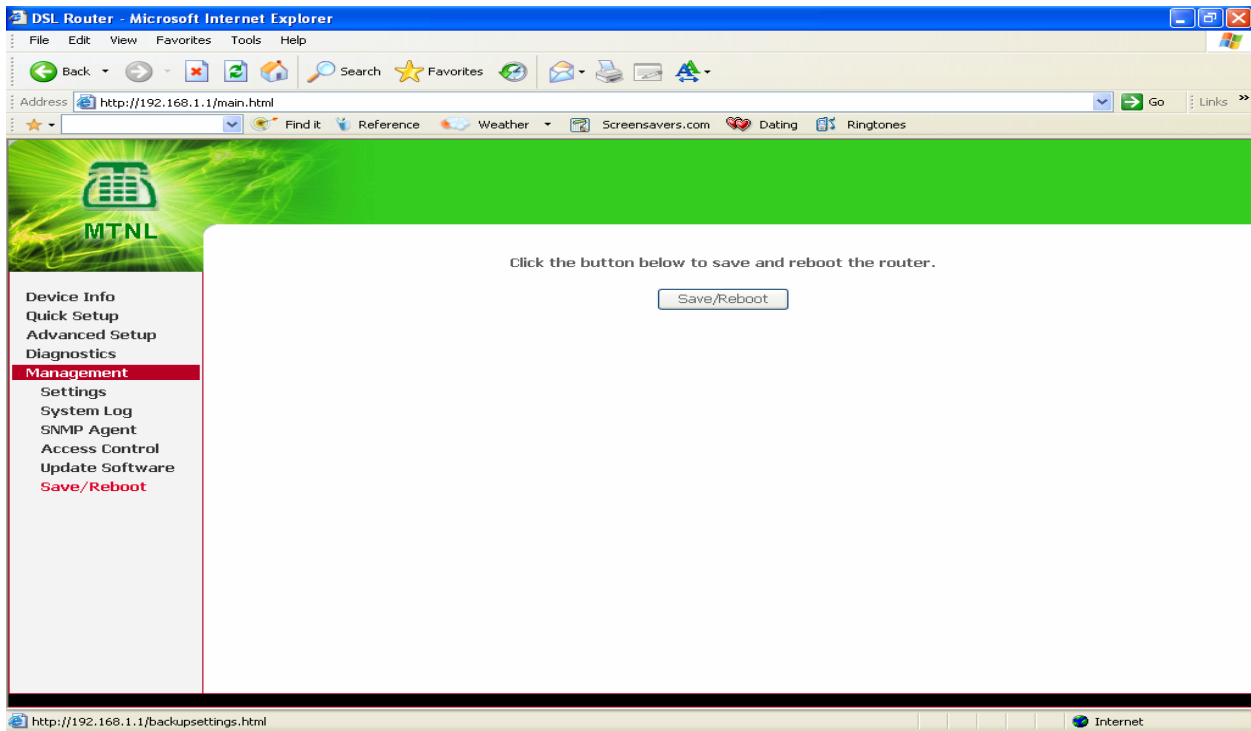 DSL Router - Microsoft Internet Explorer
File Edit View Favorites Tools Help
Back Search Favorites
Address http://192.168.1.1/main.html Go Links »
Find it Reference Weather Screensavers.com Dating Ringtones
MTNL
Click the button below to save and reboot the router.
Save/Reboot
Device Info
Quick Setup
Advanced Setup
Diagnostics
Management
Settings
System Log
SNMP Agent
Access Control
Update Software
Save/Reboot
http://192.168.1.1/backupsettings.html Internet